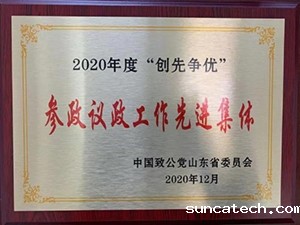 2020年度“创先争优”
参政议政工作先进集体
中国致公党山东省委员会
2020年12月
suncatech.com